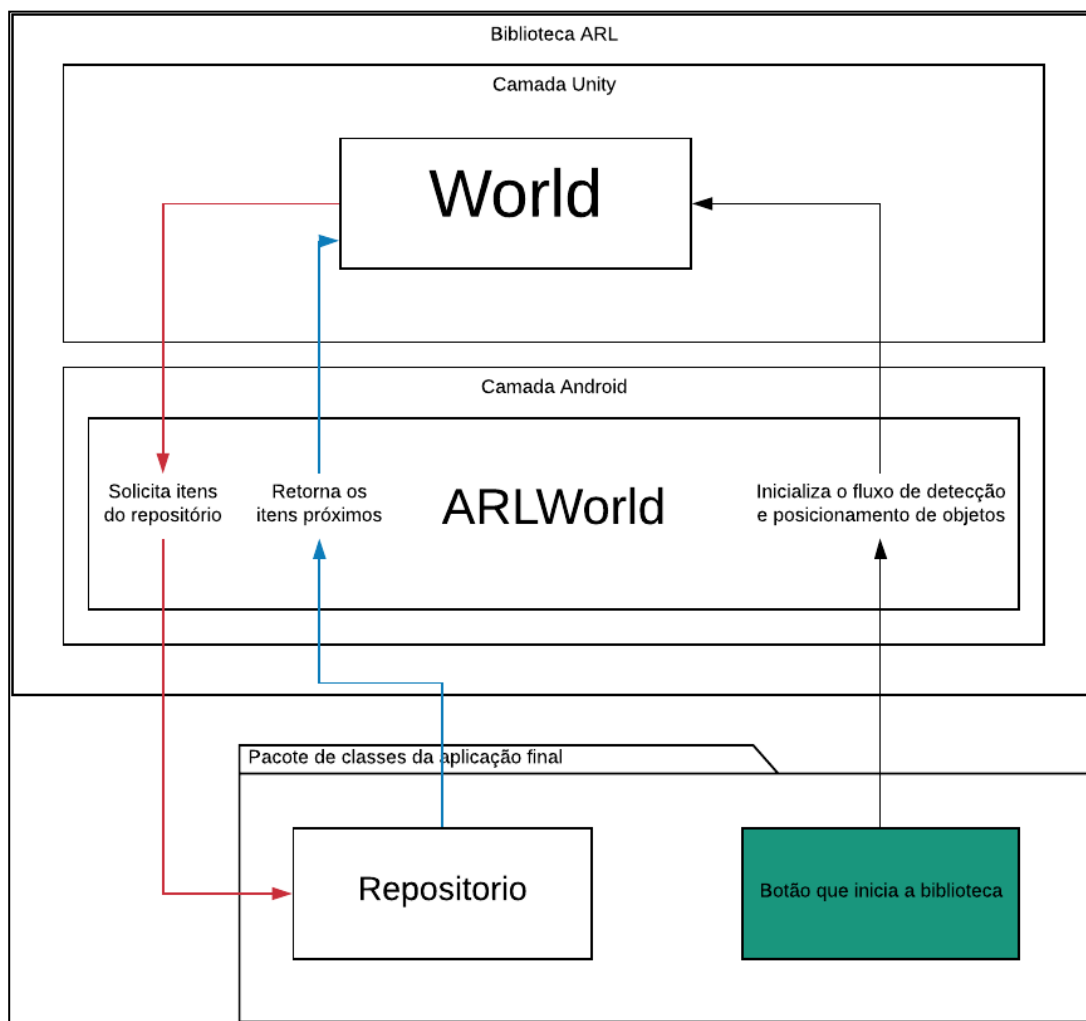 Biblioteca ARL
Camada Unity
World
Camada Android
Solicita itens
do repositório
Retorna os
itens próximos
ARLWorld
Inicializa o fluxo de detecção
e posicionamento de objetos
Pacote de classes da aplicação final
Repositorio
Botão que inicia a biblioteca